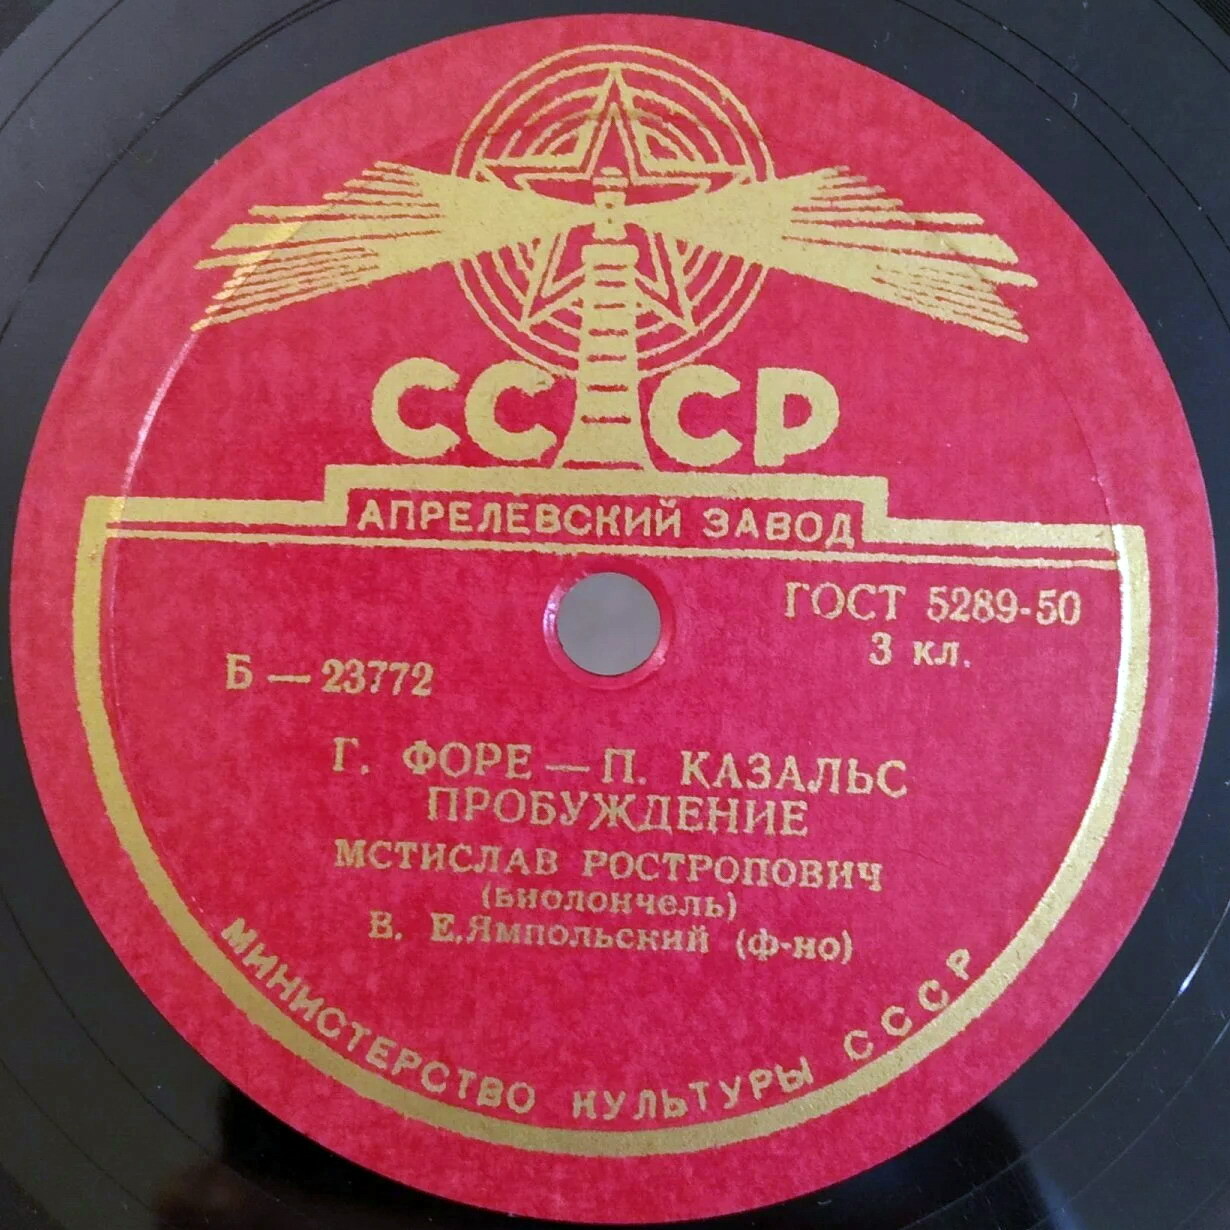 СССР
АПРЕЛЕВСКИЙ ЗАВОД
ГОСТ 5289-50
3 кл.
Б — 23772
Г. ФОРЕ — П. КАЗАЛЬС
ПРОБУЖДЕНИЕ
МСТИСЛАВ РОСТРОПОВИЧ
(виолончель)
В. Е. Ямпольский (ф-но)
МИНИСТЕРСТВО КУЛЬТУРЫ СССР